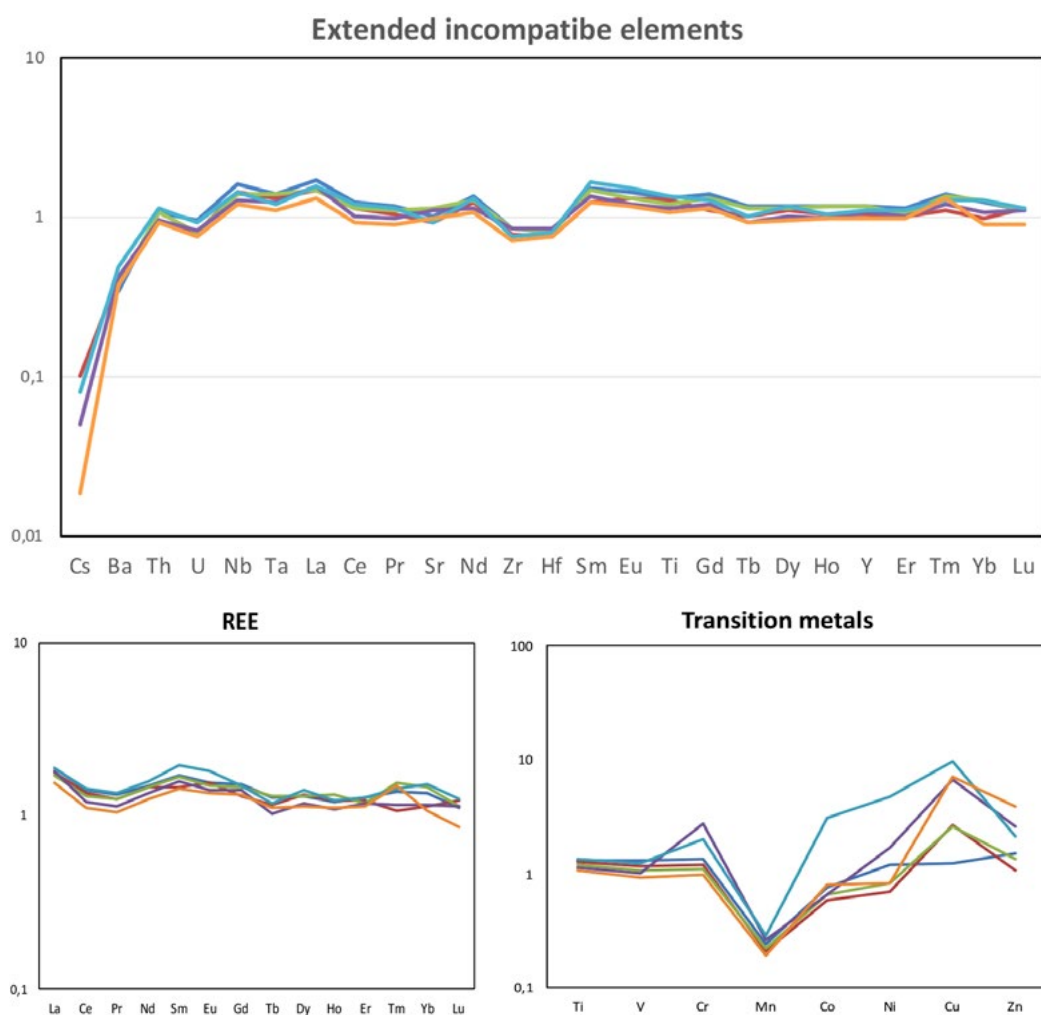 Extended incompatibe elements
10
1
0,1
0,01
Cs Ba Th U Nb Ta La Ce Pr Sr Nd Zr Hf Sm Eu Ti Gd Tb Dy Ho Y Er Tm Yb Lu
REE
10
1
0,1
La Ce Pr Nd Sm Eu Gd Tb Dy Ho Er Tm Yb Lu
Transition metals
100
10
1
0,1
Ti V Cr Mn Co Ni Cu Zn